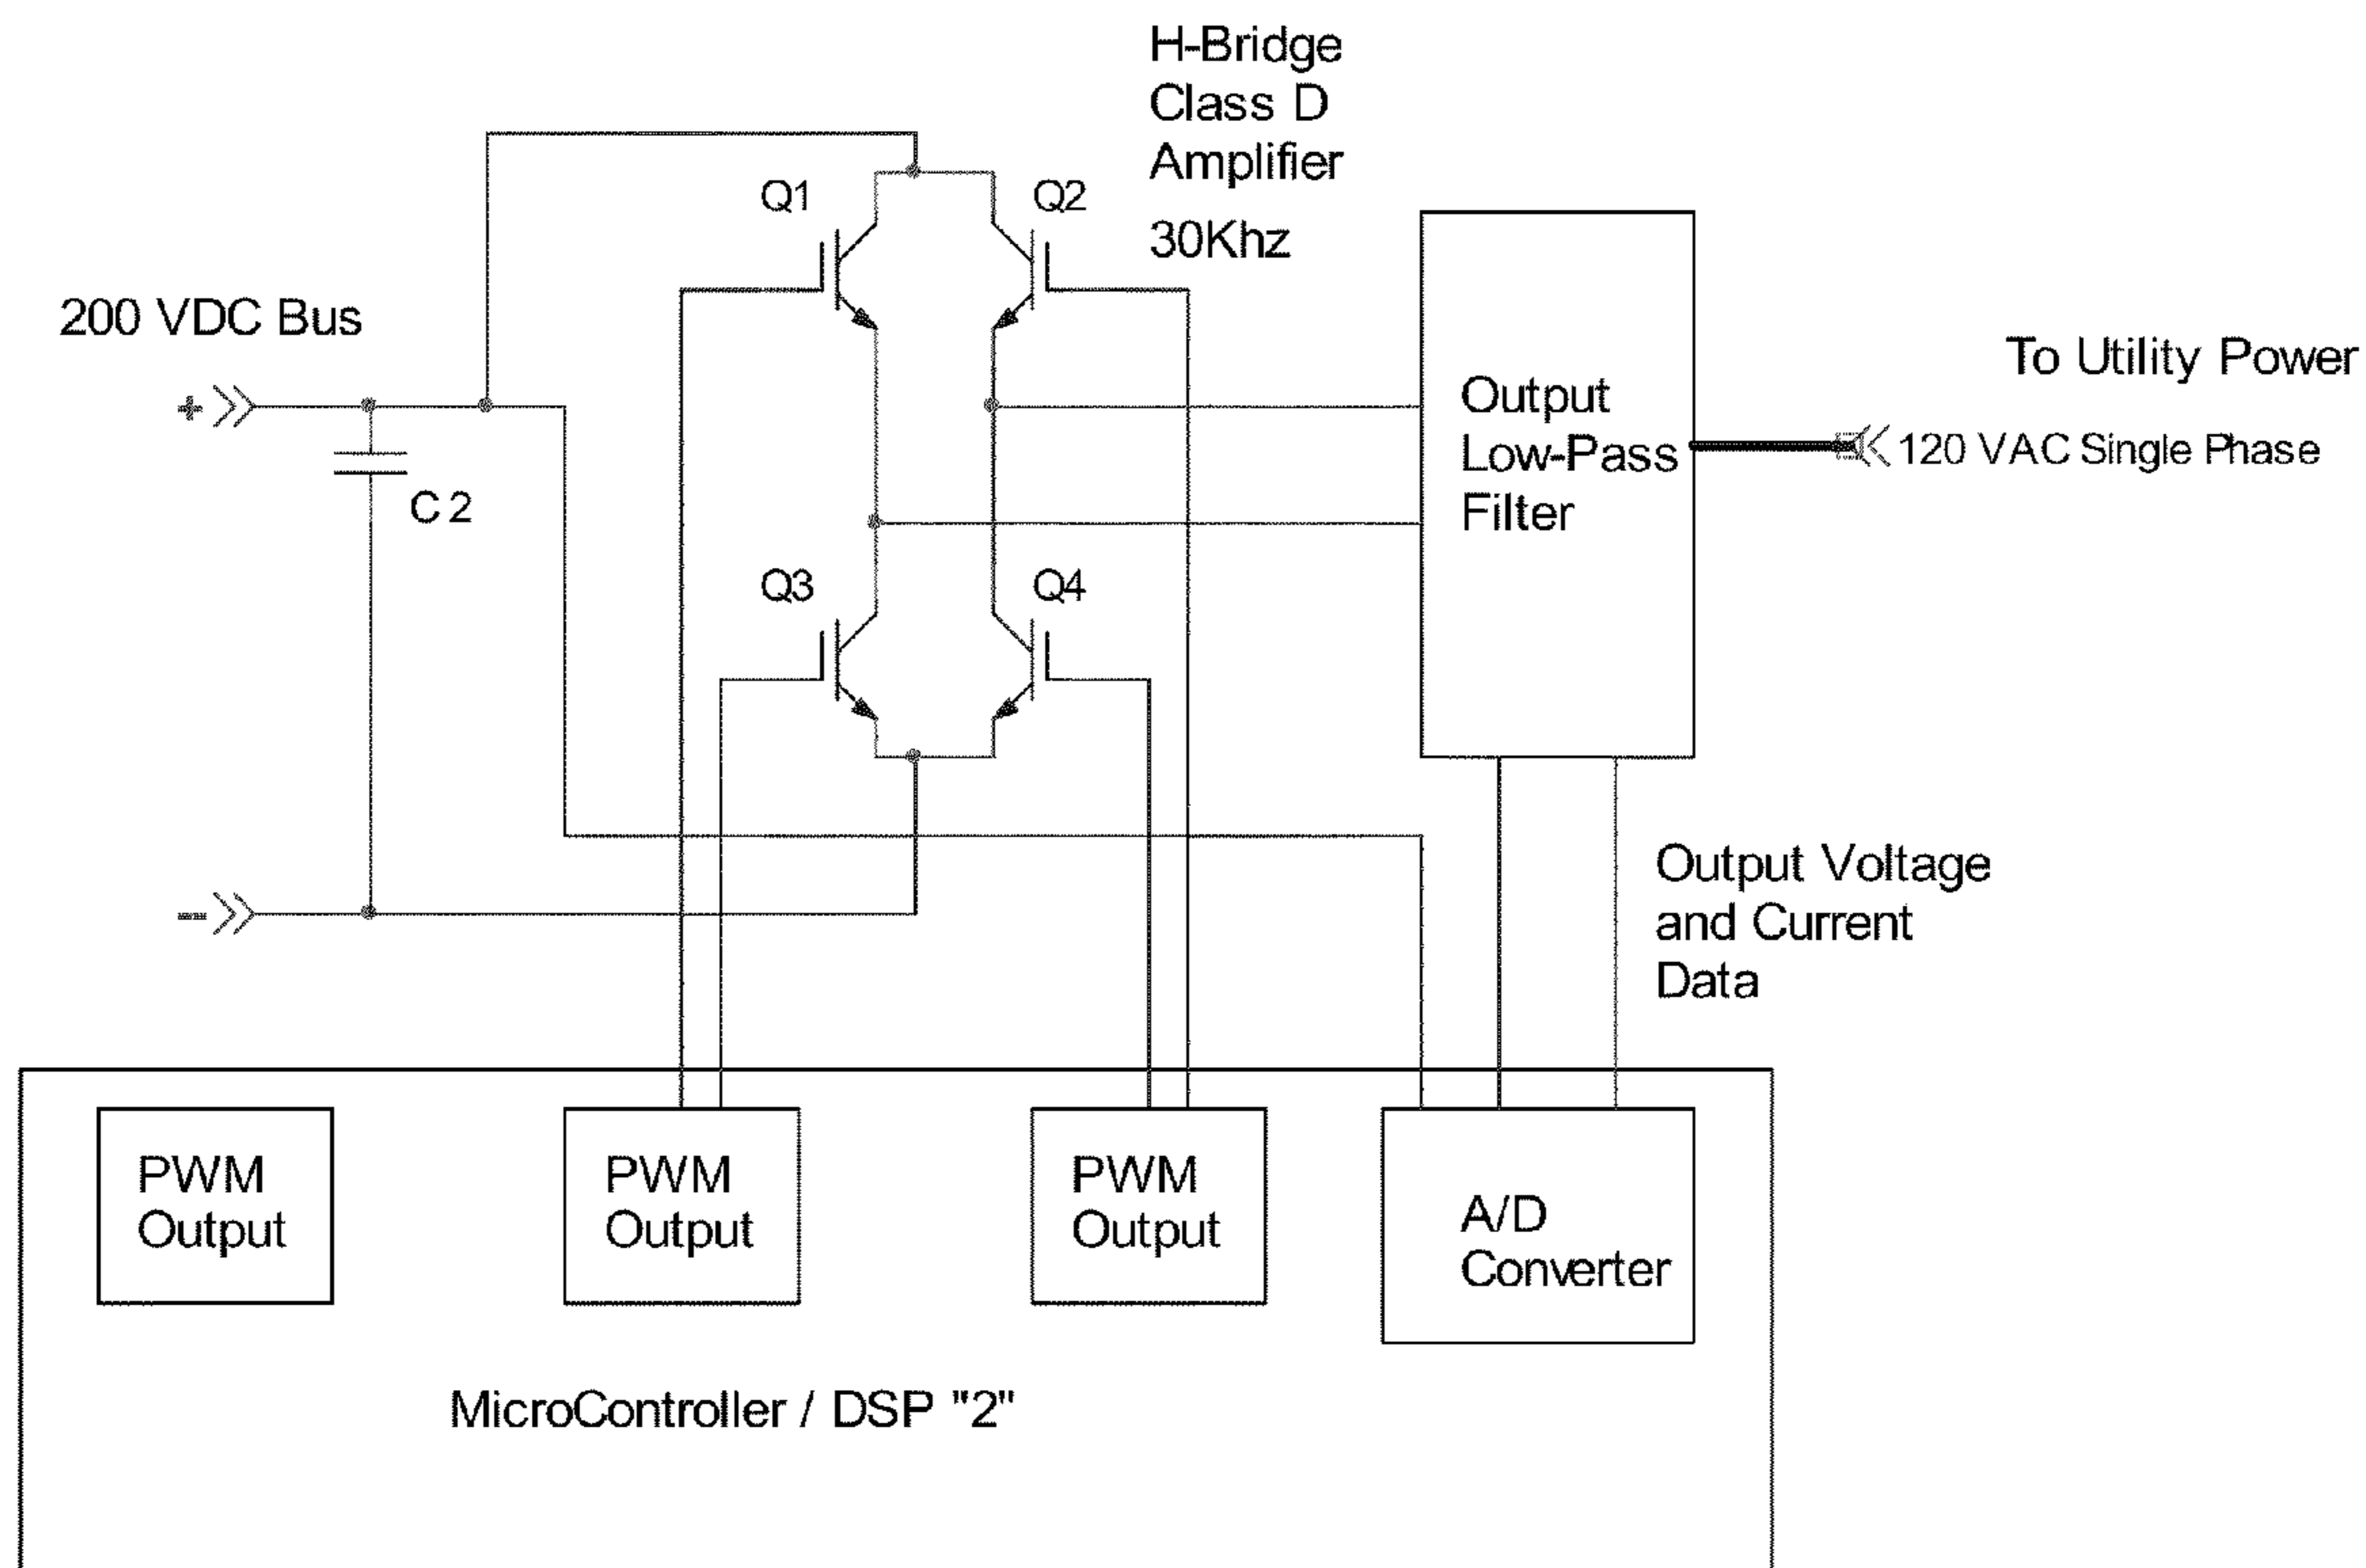 H-Bridge
Class D
Amplifier
30Khz
Q1
Q2
200 VDC Bus
+
C 2
-
Q3
Q4
Output
Low-Pass
Filter
To Utility Power
120 VAC Single Phase
Output Voltage
and Current
Data
PWM
Output
PWM
Output
PWM
Output
A/D
Converter
MicroController / DSP "2"